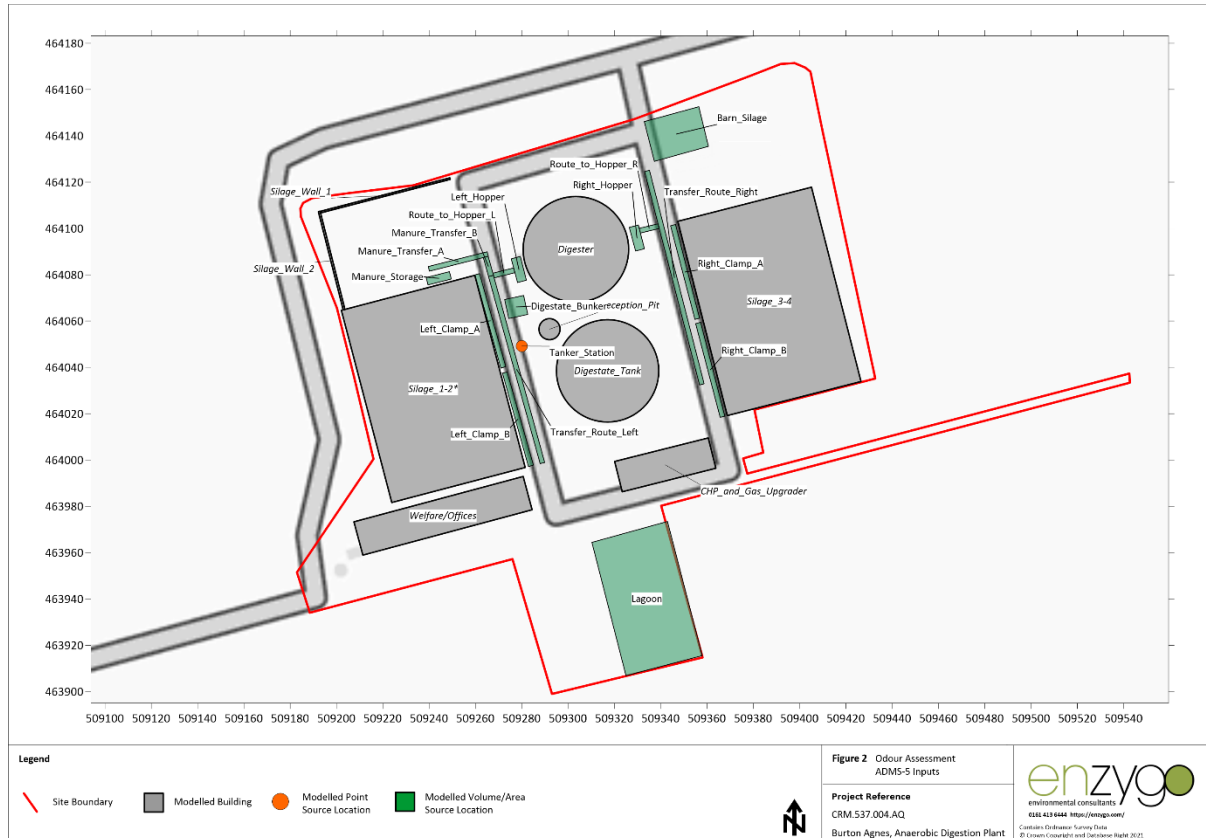 464180
464160
464140
464120
464100
464080
464060
464040
464020
464000
463980
463960
463940
463920
463900
Barn_Silage
Route_to_Hopper_R
Right_Hopper
Transfer_Route_Right
Silage_Wall_1
Left_Hopper
Route_to_Hopper_L
Manure_Transfer_B
Manure_Transfer_A
Silage_Wall_2
Manure_Storage
Digester
Right_Clamp_A
Digestate_Bunker
eception_Pit
Silage_3-4
Left_Clamp_A
Tanker_Station
Right_Clamp_B
Digestate_Tank
Silage_1-2*
Left_Clamp_B
Transfer_Route_Left
CHP_and_Gas_Upgrader
Welfare/Offices
Lagoon
509100 509120 509140 509160 509180 509200 509220 509240 509260 509280 509300 509320 509340 509360 509380 509400 509420 509440 509460 509480 509500 509520 509540
Legend
Site Boundary
Modelled Building
Modelled Point
Source Location
Modelled Volume/Area
Source Location
N
Figure 2 Odour Assessment
ADMS-5 Inputs
Project Reference
CRM.537.004.AQ
Burton Agnes, Anaerobic Digestion Plant
enzygo
environmental consultants
0161 413 6444 https://enzygo.com/
Contains Ordnance Survey Data
© Crown Copyright and Database Right 2021